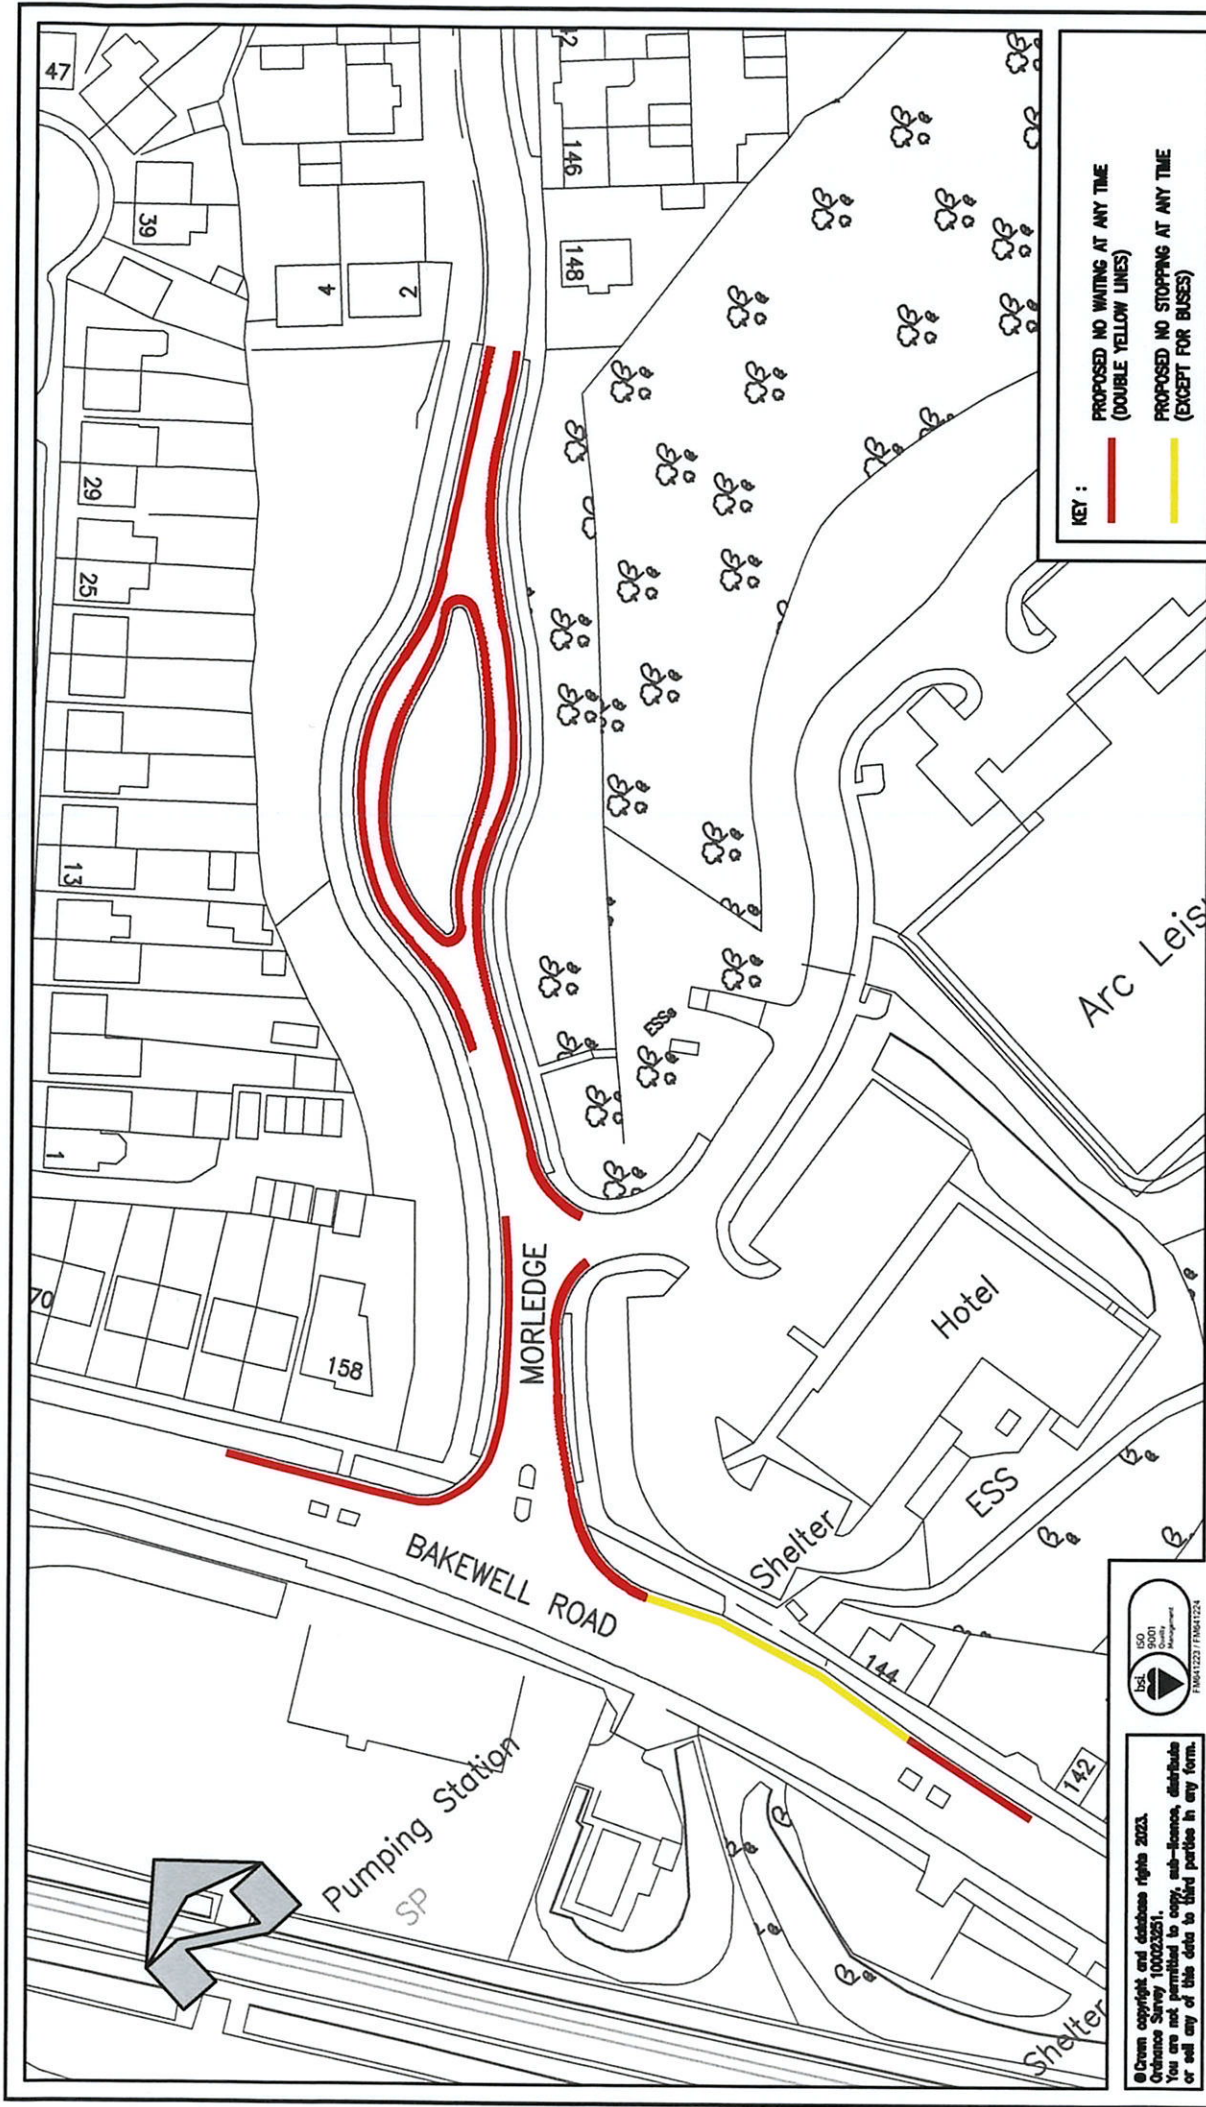 47
39
4
2
42
146
148
29
25
13
1
70
158
MORLEDGE
BAKEWELL ROAD
Pumping Station
SP
ESS
Arc Leis
Hotel
ESS
Shelter
144
142
Shelter
KEY :
PROPOSED NO WAITING AT ANY TIME
(DOUBLE YELLOW LINES)
PROPOSED NO STOPPING AT ANY TIME
(EXCEPT FOR BUSES)
bsi.
ISO
9001
Quality
Management
FM641223 / FM641224
©Crown copyright and database rights 2023.
Ordnance Survey 100023251.
You are not permitted to copy, sub-licence, distribute
or sell any of this data to third parties in any form.